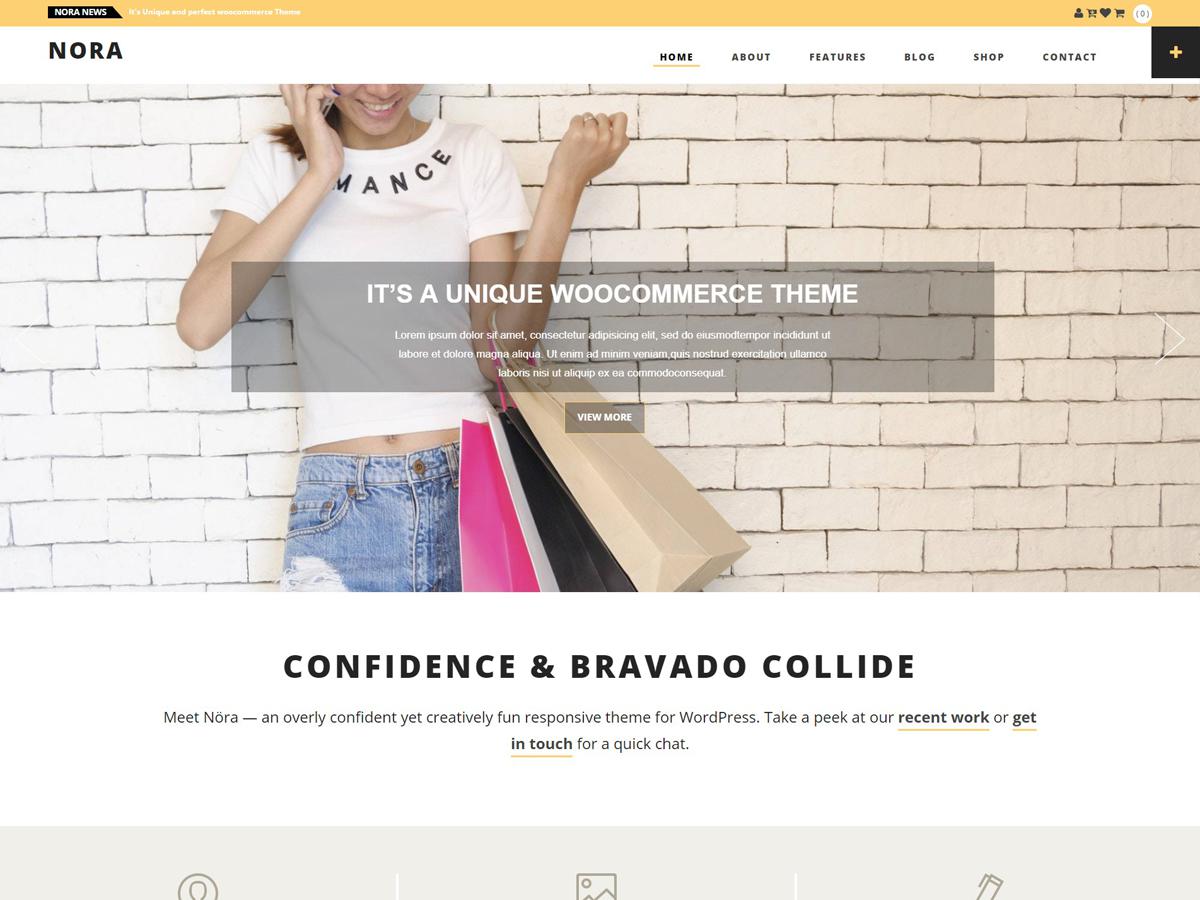 NORA NEWS It's Unique and perfect woocommerce Theme
(0)
NORA
HOME ABOUT FEATURES BLOG SHOP CONTACT
MANCE
IT'S A UNIQUE WOOCOMMERCE THEME
Lorem ipsum dolor sit amet, consectetur adipisicing elit, sed do eiusmodtempor incididunt ut
labore et dolore magna aliqua. Ut enim ad minim veniam,quis nostrud exercitation ullamco
laboris nisi ut aliquip ex ea commodoconsequat.
VIEW MORE
CONFIDENCE & BRAVADO COLLIDE
Meet Nöra — an overly confident yet creatively fun responsive theme for WordPress. Take a peek at our recent work or get
in touch for a quick chat.